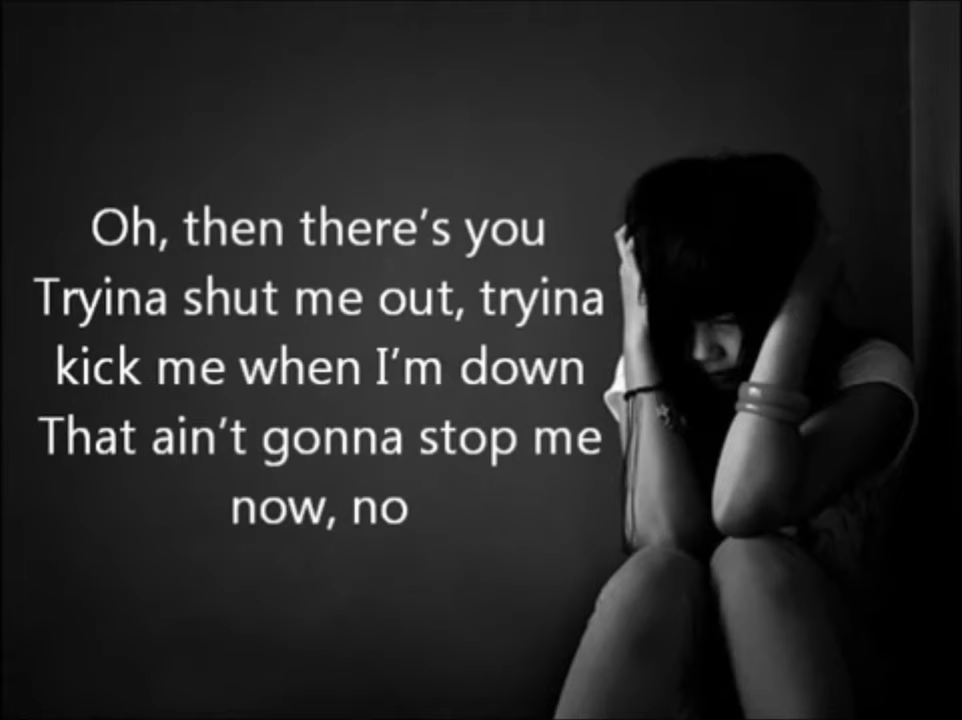 Oh, then there's you
Tryina shut me out, tryina
kick me when I'm down
That ain't gonna stop me
now, no